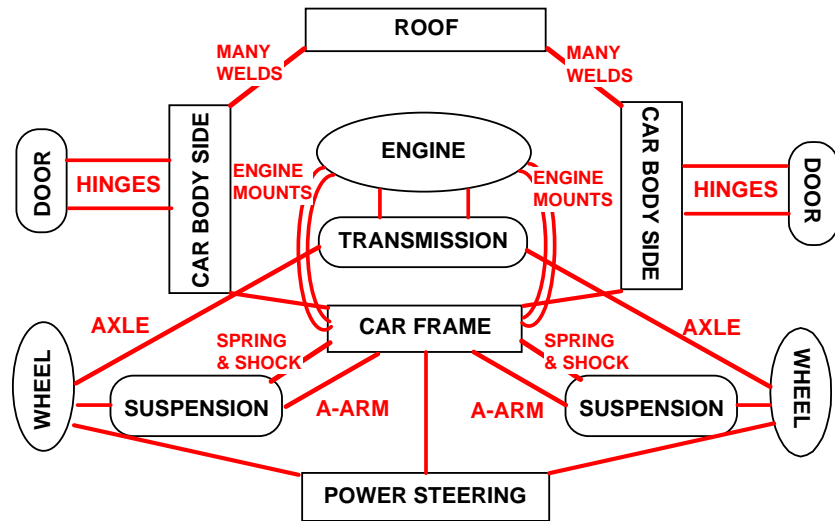 ROOF
MANY
WELDS
MANY
WELDS
CAR BODY SIDE
CAR BODY SIDE
ENGINE
DOOR
HINGES
ENGINE
MOUNTS
ENGINE
MOUNTS
HINGES
DOOR
TRANSMISSION
AXLE
CAR FRAME
AXLE
SPRING
& SHOCK
SPRING
& SHOCK
WHEEL
WHEEL
SUSPENSION
A-ARM
A-ARM
SUSPENSION
POWER STEERING